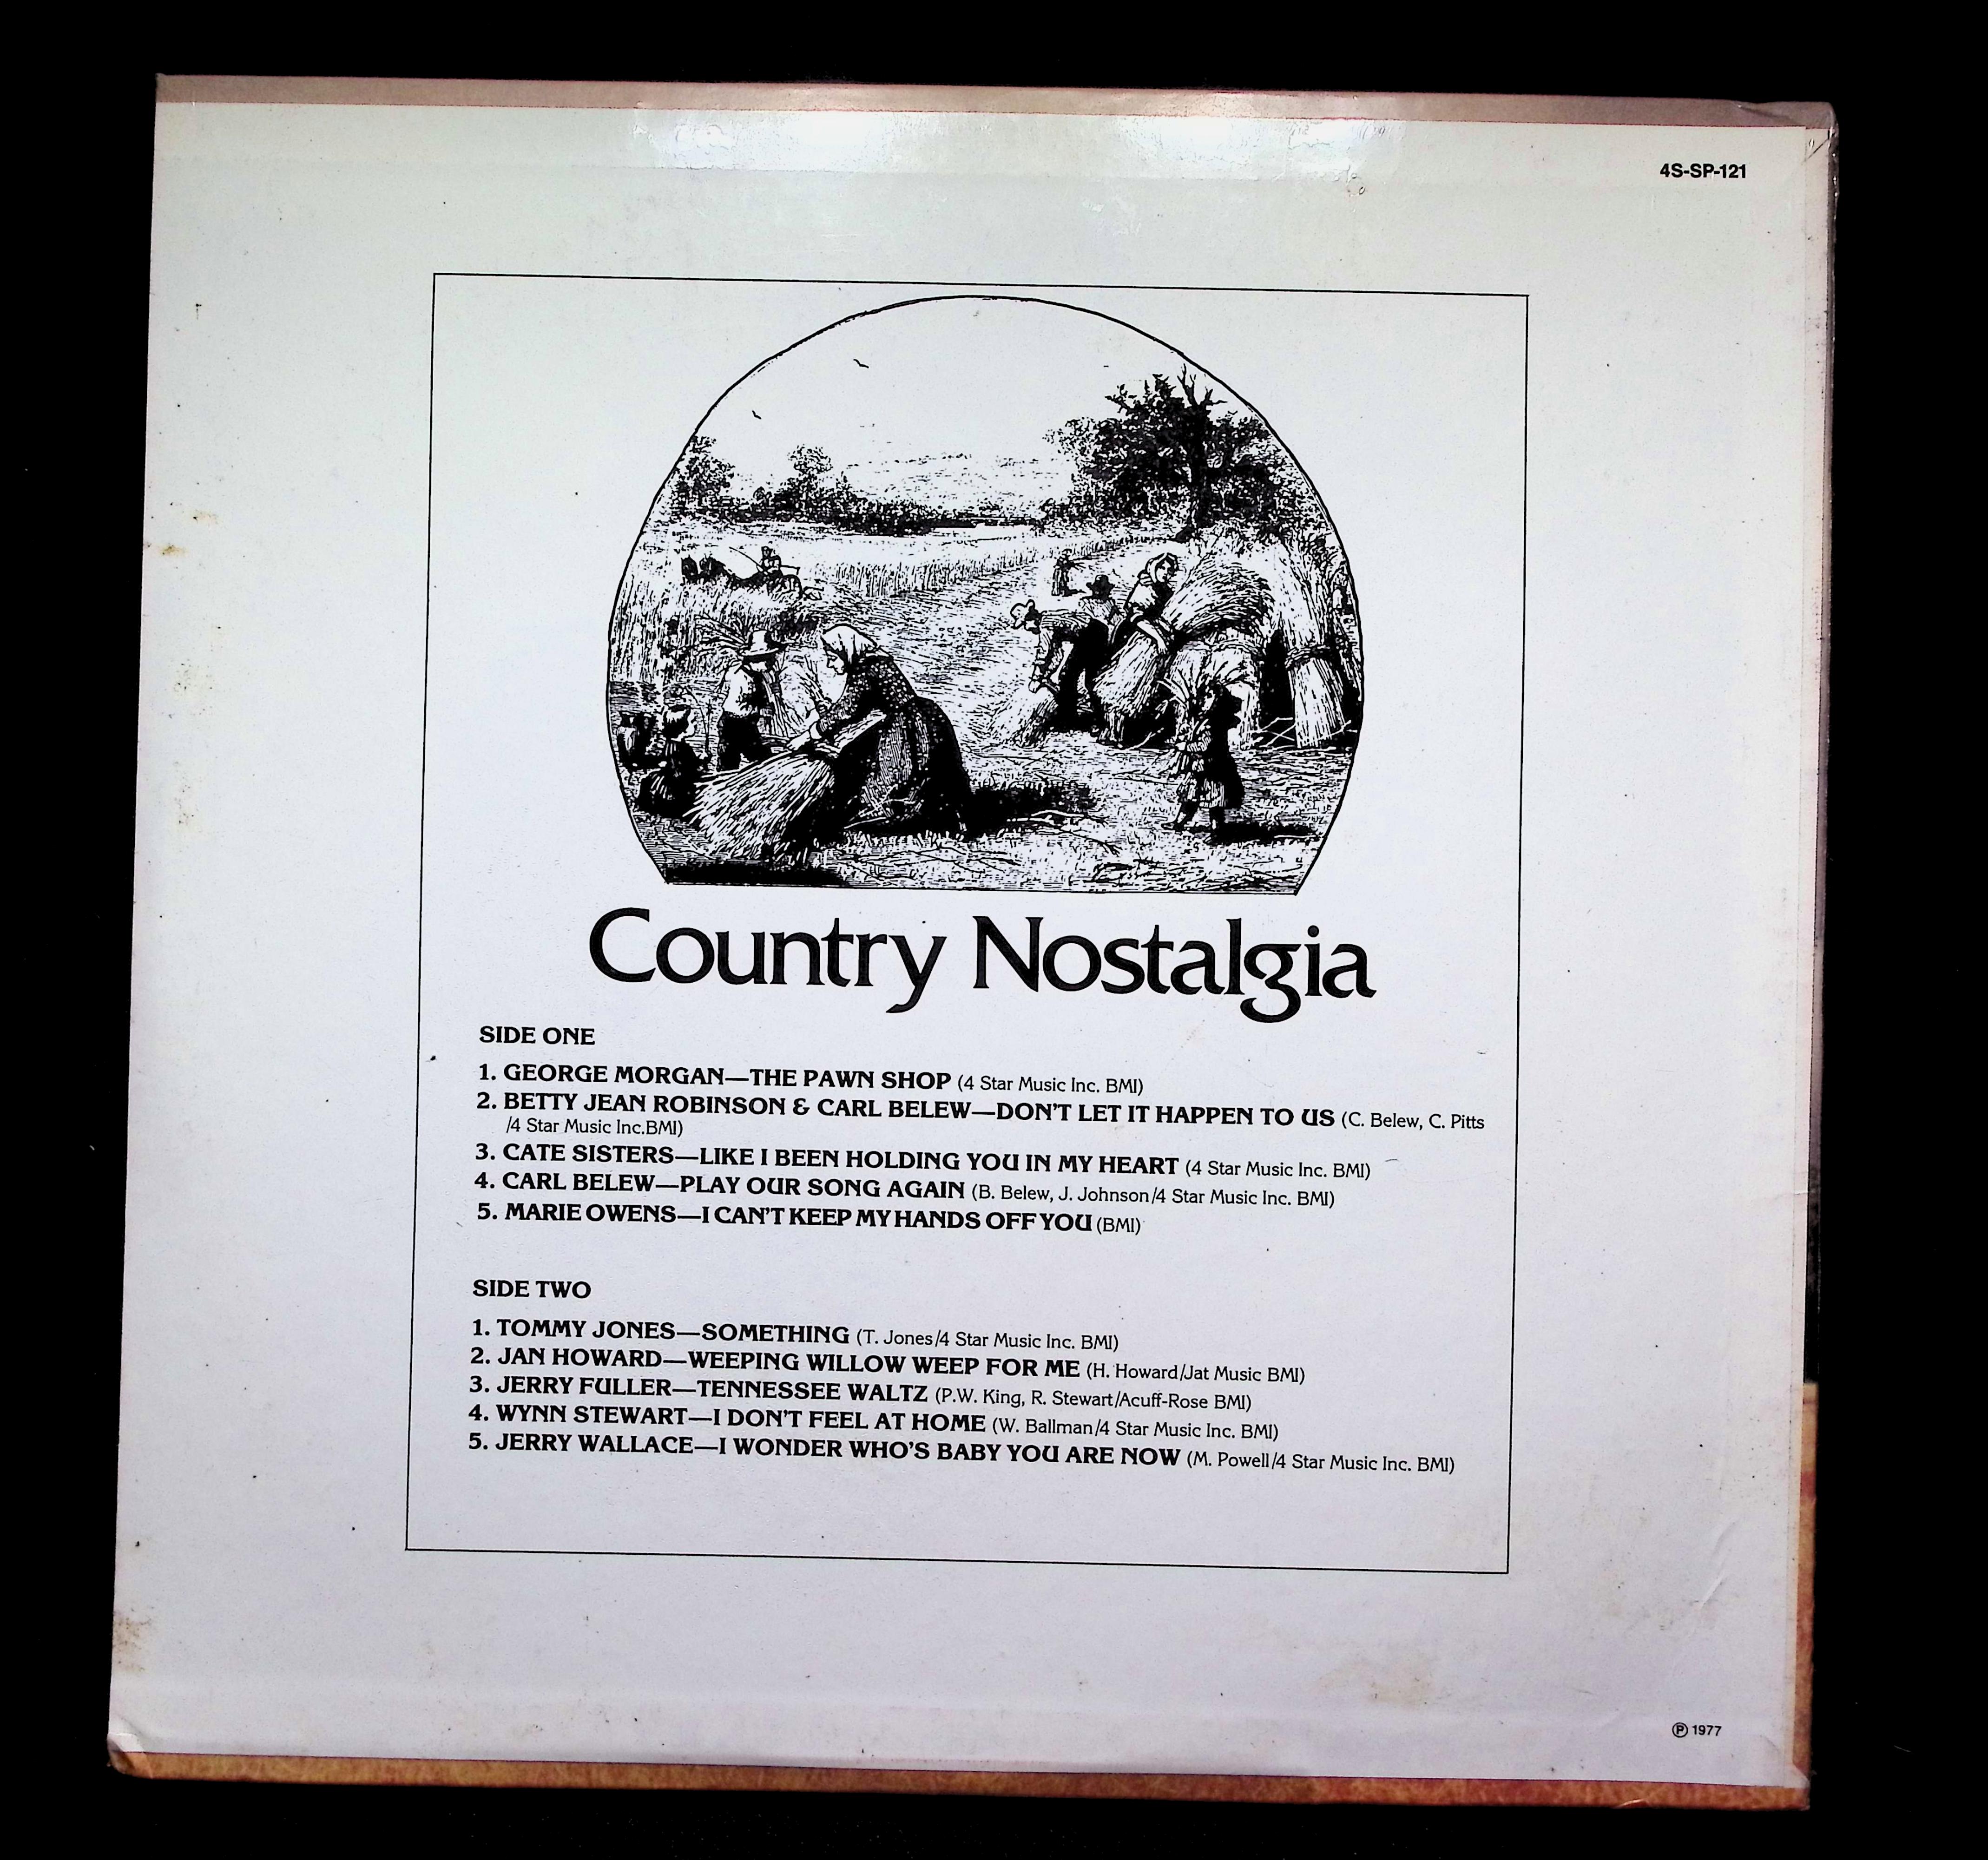 4S-SP-121
Country Nostalgia
SIDE ONE
1. GEORGE MORGAN—THE PAWN SHOP (4 Star Music Inc. BMI)
2. BETTY JEAN ROBINSON & CARL BELEW—DON'T LET IT HAPPEN TO US (C. Belew, C. Pitts
/4 Star Music Inc.BMI)
3. CATE SISTERS—LIKE I BEEN HOLDING YOU IN MY HEART (4 Star Music Inc. BMI)
4. CARL BELEW—PLAY OUR SONG AGAIN (B. Belew, J. Johnson/4 Star Music Inc. BMI)
5. MARIE OWENS—I CAN'T KEEP MY HANDS OFF YOU (BMI)
SIDE TWO
1. TOMMY JONES—SOMETHING (T. Jones/4 Star Music Inc. BMI)
2. JAN HOWARD—WEEPING WILLOW WEEP FOR ME (H. Howard/Jat Music BMI)
3. JERRY FULLER—TENNESSEE WALTZ (P.W. King, R. Stewart/Acuff-Rose BMI)
4. WYNN STEWART—I DON'T FEEL AT HOME (W. Ballman/4 Star Music Inc. BMI)
5. JERRY WALLACE—I WONDER WHO'S BABY YOU ARE NOW (M. Powell/4 Star Music Inc. BMI)
℗ 1977